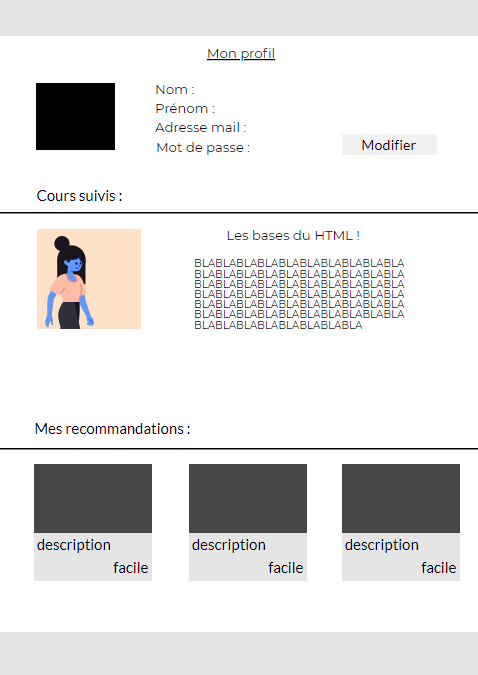 Mon profil
Nom :
Prénom :
Adresse mail :
Mot de passe :
Modifier
Cours suivis :
Les bases du HTML !
BLABLABLABLABLABLABLABLABLABLA
BLABLABLABLABLABLABLABLABLABLA
BLABLABLABLABLABLABLABLABLABLA
BLABLABLABLABLABLABLABLABLABLA
BLABLABLABLABLABLABLABLABLABLA
BLABLABLABLABLABLABLABLABLABLA
BLABLABLABLABLABLABLABLA
Mes recommandations :
description
facile
description
facile
description
facile